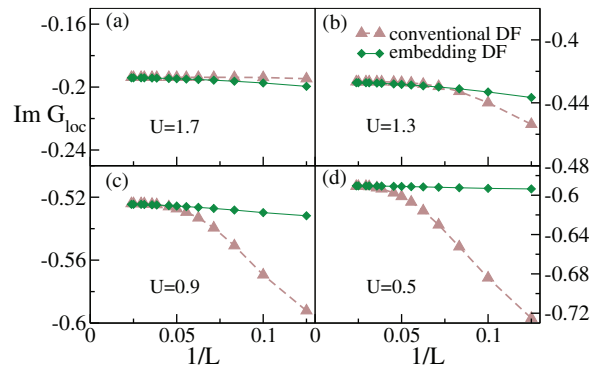 -0.16
(a)
(b)
conventional DF
embedding DF
-0.4
-0.2
Im G_loc
-0.44
U=1.7
U=1.3
-0.24
-0.48
(c)
(d)
-0.52
-0.6
-0.64
-0.56
U=0.9
U=0.5
-0.68
-0.6
-0.72
0 0.05 0.1 0 0.05 0.1
1/L 1/L